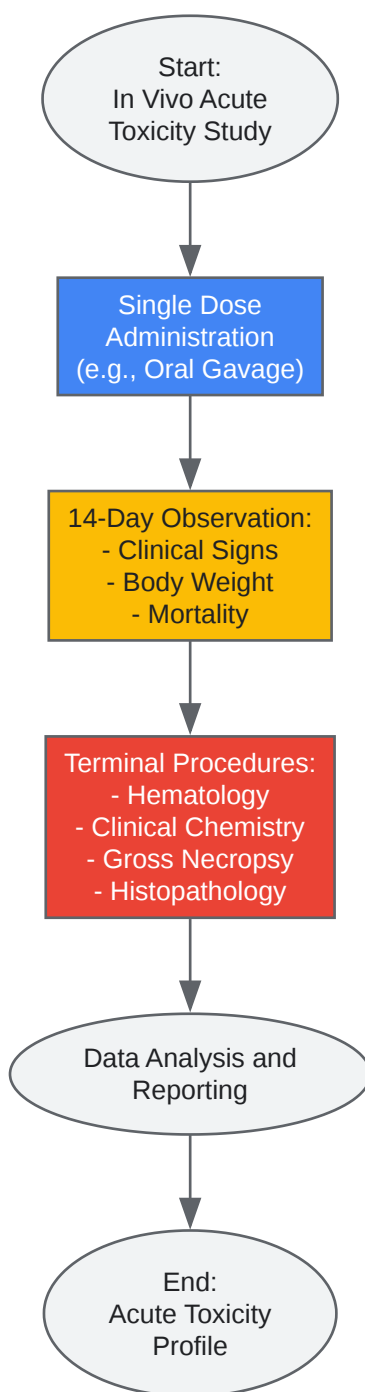 Start:
In Vivo Acute
Toxicity Study
Single Dose
Administration
(e.g., Oral Gavage)
14-Day Observation:
- Clinical Signs
- Body Weight
- Mortality
Terminal Procedures:
- Hematology
- Clinical Chemistry
- Gross Necropsy
- Histopathology
Data Analysis and
Reporting
End:
Acute Toxicity
Profile